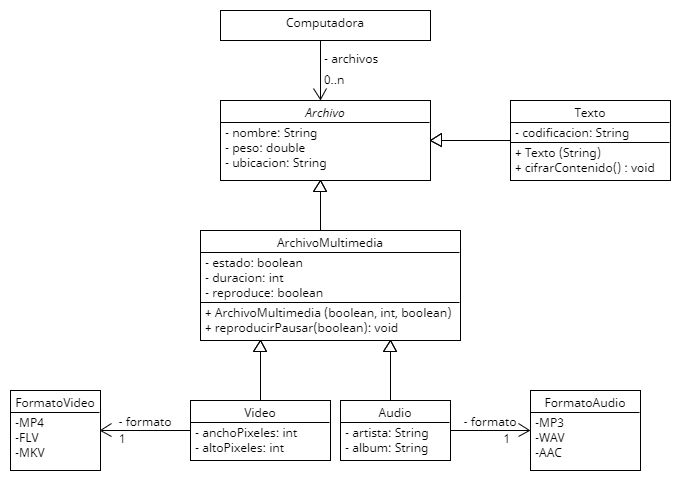 Computadora
- archivos
0..n
Archivo
- nombre: String
- peso: double
- ubicacion: String
Texto
- codificacion: String
+ Texto (String)
+ cifrarContenido() : void
ArchivoMultimedia
- estado: boolean
- duracion: int
- reproduce: boolean
+ ArchivoMultimedia (boolean, int, boolean)
+ reproducirPausar(boolean): void
FormatoVideo
-MP4
-FLV
-MKV
- formato
1
Video
- anchoPixeles: int
- altoPixeles: int
Audio
- artista: String
- album: String
- formato
1
FormatoAudio
-MP3
-WAV
-AAC